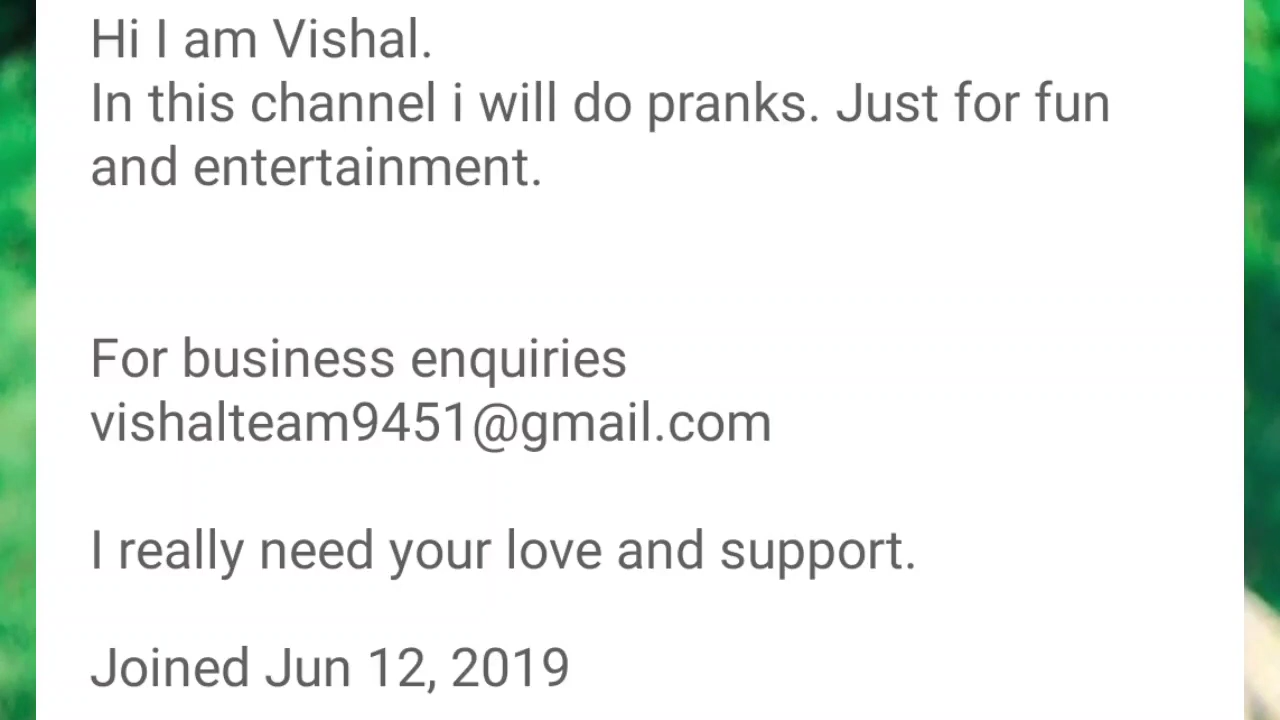 Hi I am Vishal.
In this channel i will do pranks. Just for fun
and entertainment.
For business enquiries
vishalteam9451@gmail.com
I really need your love and support.
Joined Jun 12, 2019